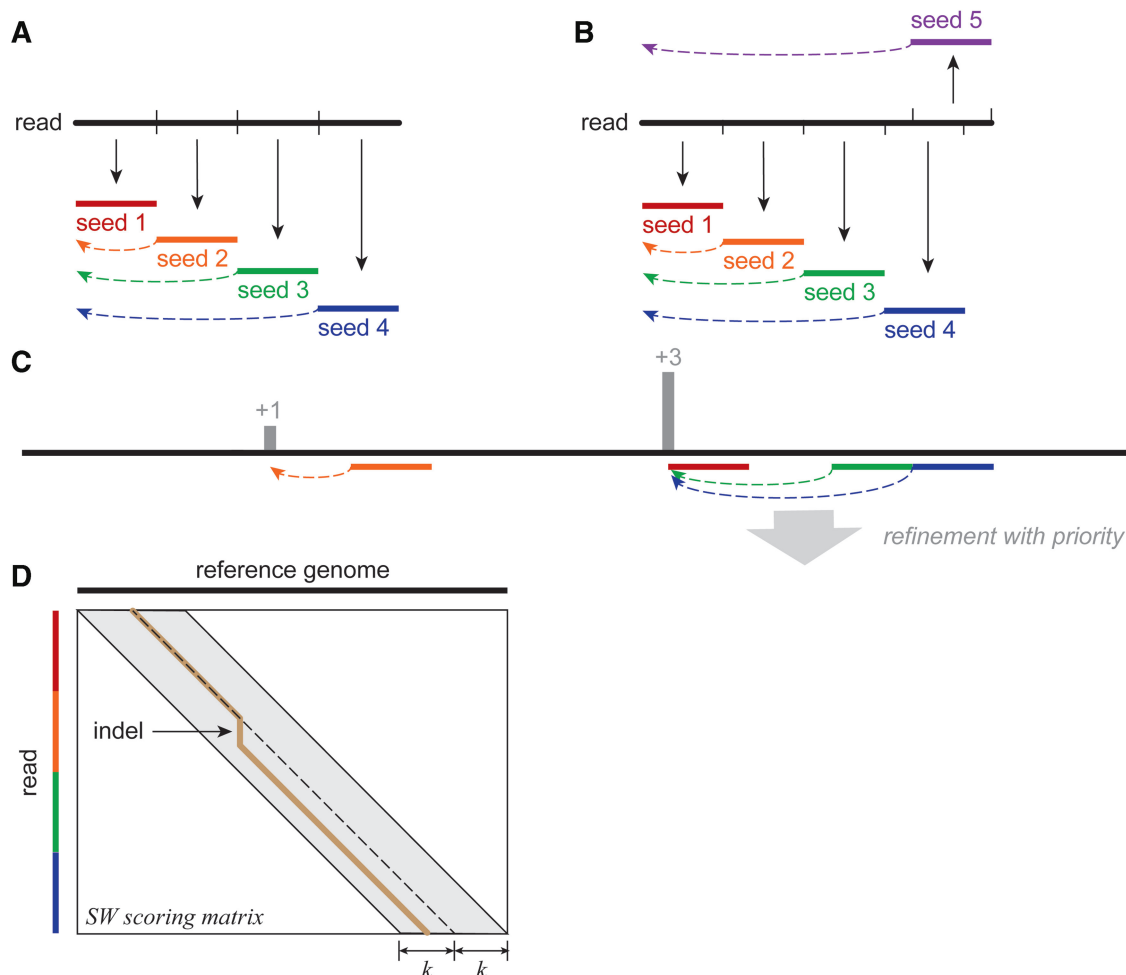 A
B
seed 5
read
read
seed 1
seed 2
seed 3
seed 4
seed 1
seed 2
seed 3
seed 4
C
+1
+3
refinement with priority
D
reference genome
indel
read
SW scoring matrix
k
k